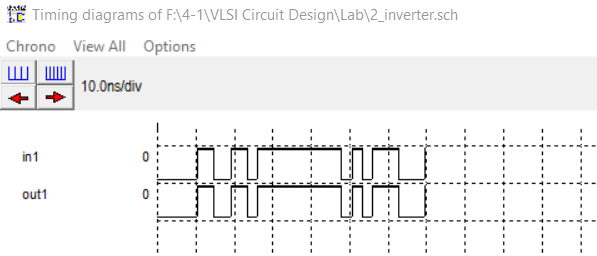 Timing diagrams of F:\4-1\VLSI Circuit Design\Lab\2_inverter.sch
Chrono View All Options
10.0ns/div
in1 0
out1 0